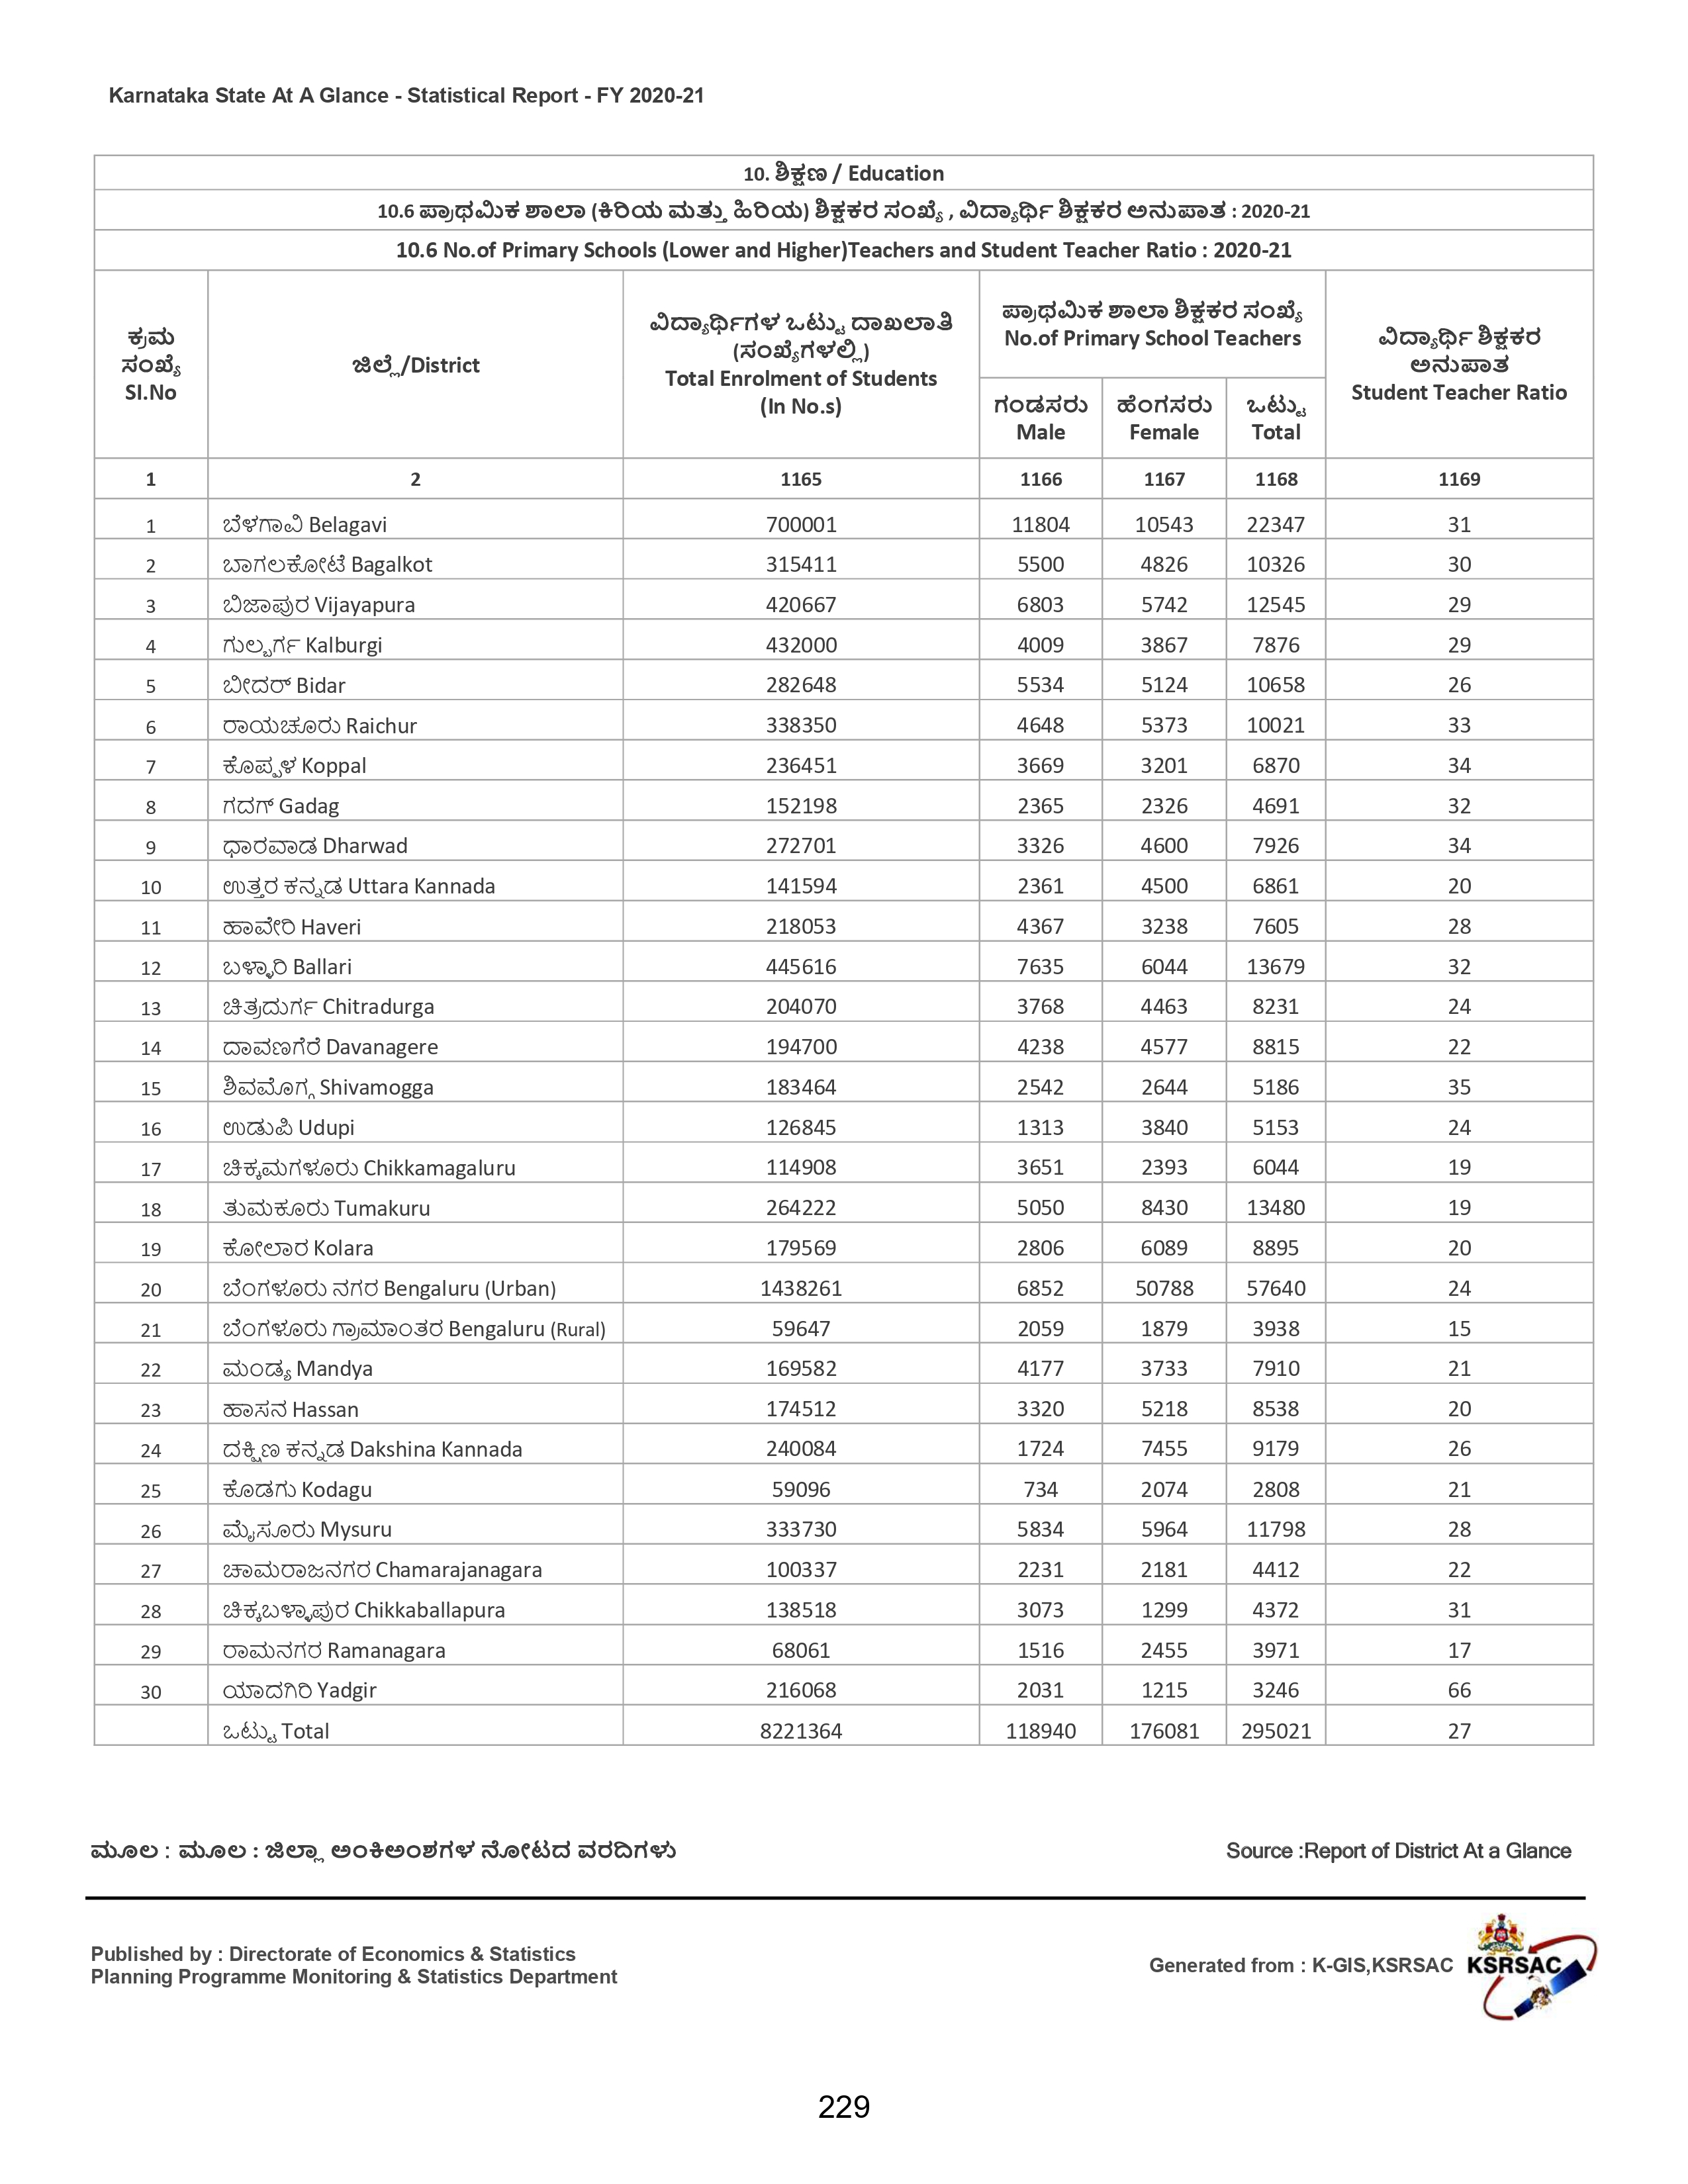 Karnataka State At A Glance - Statistical Report - FY 2020-21
10. ಶಿಕ್ಷಣ / Education
10.6 ಪ್ರಾಥಮಿಕ ಶಾಲಾ (ಕಿರಿಯ ಮತ್ತು ಹಿರಿಯ) ಶಿಕ್ಷಕರ ಸಂಖ್ಯೆ , ವಿದ್ಯಾರ್ಥಿ ಶಿಕ್ಷಕರ ಅನುಪಾತ : 2020-21
10.6 No.of Primary Schools (Lower and Higher)Teachers and Student Teacher Ratio : 2020-21
ಕ್ರಮ ಸಂಖ್ಯೆ Sl.No
ಜಿಲ್ಲೆ/District
ವಿದ್ಯಾರ್ಥಿಗಳ ಒಟ್ಟು ದಾಖಲಾತಿ
(ಸಂಖ್ಯೆಗಳಲ್ಲಿ)
Total Enrolment of Students
(In No.s)
ಪ್ರಾಥಮಿಕ ಶಾಲಾ ಶಿಕ್ಷಕರ ಸಂಖ್ಯೆ
No.of Primary School Teachers
ಗಂಡಸರು Male
ಹೆಂಗಸರು Female
ಒಟ್ಟು Total
ವಿದ್ಯಾರ್ಥಿ ಶಿಕ್ಷಕರ
ಅನುಪಾತ
Student Teacher Ratio
1 2 1165 1166 1167 1168 1169
1 ಬೆಳಗಾವಿ Belagavi 700001 11804 10543 22347 31
2 ಬಾಗಲಕೋಟೆ Bagalkot 315411 5500 4826 10326 30
3 ಬಿಜಾಪುರ Vijayapura 420667 6803 5742 12545 29
4 ಗುಲ್ಬರ್ಗ Kalburgi 432000 4009 3867 7876 29
5 ಬೀದರ್ Bidar 282648 5534 5124 10658 26
6 ರಾಯಚೂರು Raichur 338350 4648 5373 10021 33
7 ಕೊಪ್ಪಳ Koppal 236451 3669 3201 6870 34
8 ಗದಗ್ Gadag 152198 2365 2326 4691 32
9 ಧಾರವಾಡ Dharwad 272701 3326 4600 7926 34
10 ಉತ್ತರ ಕನ್ನಡ Uttara Kannada 141594 2361 4500 6861 20
11 ಹಾವೇರಿ Haveri 218053 4367 3238 7605 28
12 ಬಳ್ಳಾರಿ Ballari 445616 7635 6044 13679 32
13 ಚಿತ್ರದುರ್ಗ Chitradurga 204070 3768 4463 8231 24
14 ದಾವಣಗೆರೆ Davanagere 194700 4238 4577 8815 22
15 ಶಿವಮೊಗ್ಗ Shivamogga 183464 2542 2644 5186 35
16 ಉಡುಪಿ Udupi 126845 1313 3840 5153 24
17 ಚಿಕ್ಕಮಗಳೂರು Chikkamagaluru 114908 3651 2393 6044 19
18 ತುಮಕೂರು Tumakuru 264222 5050 8430 13480 19
19 ಕೋಲಾರ Kolara 179569 2806 6089 8895 20
20 ಬೆಂಗಳೂರು ನಗರ Bengaluru (Urban) 1438261 6852 50788 57640 24
21 ಬೆಂಗಳೂರು ಗ್ರಾಮಾಂತರ Bengaluru (Rural) 59647 2059 1879 3938 15
22 ಮಂಡ್ಯ Mandya 169582 4177 3733 7910 21
23 ಹಾಸನ Hassan 174512 3320 5218 8538 20
24 ದಕ್ಷಿಣ ಕನ್ನಡ Dakshina Kannada 240084 1724 7455 9179 26
25 ಕೊಡಗು Kodagu 59096 734 2074 2808 21
26 ಮೈಸೂರು Mysuru 333730 5834 5964 11798 28
27 ಚಾಮರಾಜನಗರ Chamarajanagara 100337 2231 2181 4412 22
28 ಚಿಕ್ಕಬಳ್ಳಾಪುರ Chikkaballapura 138518 3073 1299 4372 31
29 ರಾಮನಗರ Ramanagara 68061 1516 2455 3971 17
30 ಯಾದಗಿರಿ Yadgir 216068 2031 1215 3246 66
ಒಟ್ಟು Total 8221364 118940 176081 295021 27
ಮೂಲ : ಮೂಲ : ಜಿಲ್ಲಾ ಅಂಕಿಅಂಶಗಳ ನೋಟದ ವರದಿಗಳು Source :Report of District At a Glance
Published by : Directorate of Economics & Statistics
Planning Programme Monitoring & Statistics Department
Generated from : K-GIS,KSRSAC KSRSAC
229